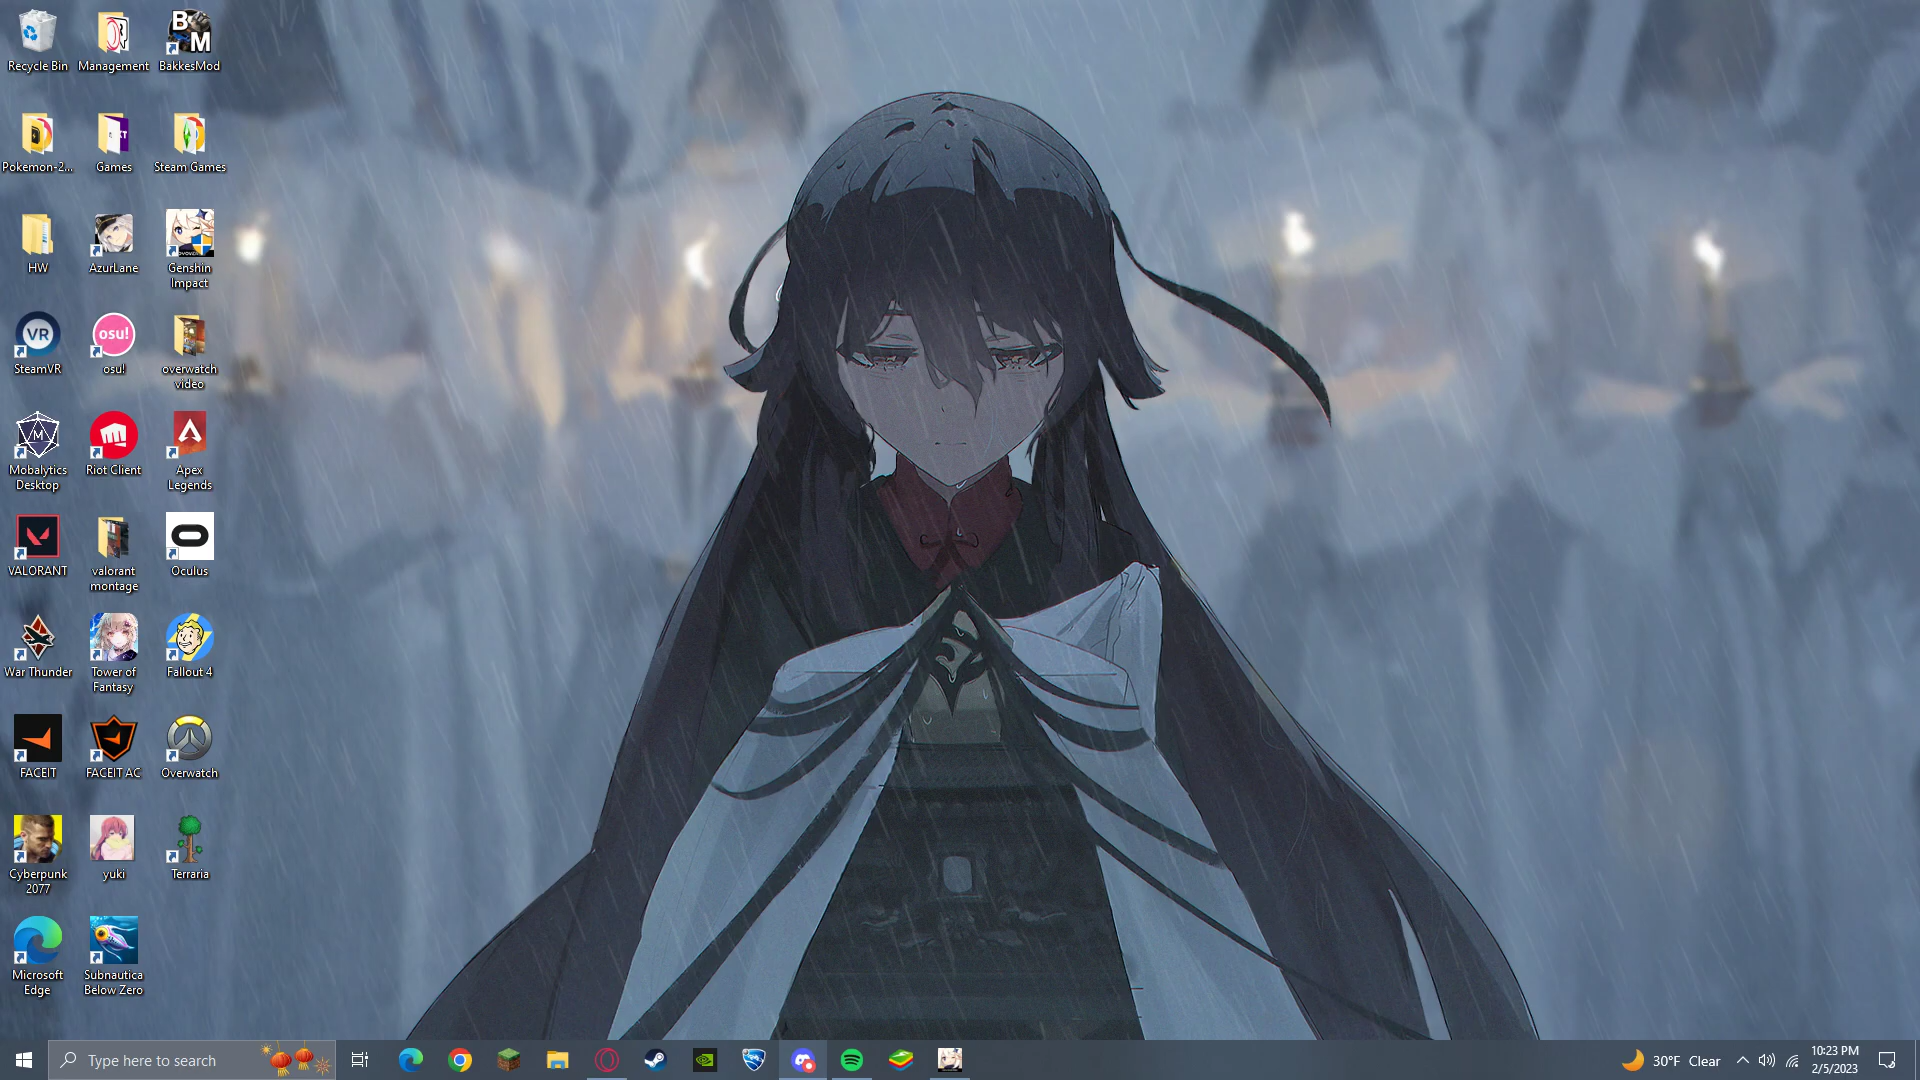 Recycle Bin
Management
BakkesMod
B
M
Pokemon-2...
Games
Steam Games
HW
AzurLane
Genshin
Impact
VR
SteamVR
osu!
osu!
overwatch
video
M
Mobalytics
Desktop
Riot Client
Apex
Legends
VALORANT
valorant
montage
Oculus
War Thunder
Tower of
Fantasy
Fallout 4
FACEIT
FACEIT AC
Overwatch
Cyberpunk
2077
yuki
Terraria
Microsoft
Edge
Subnautica
Below Zero
Type here to search
30°F Clear
10:23 PM
2/5/2023